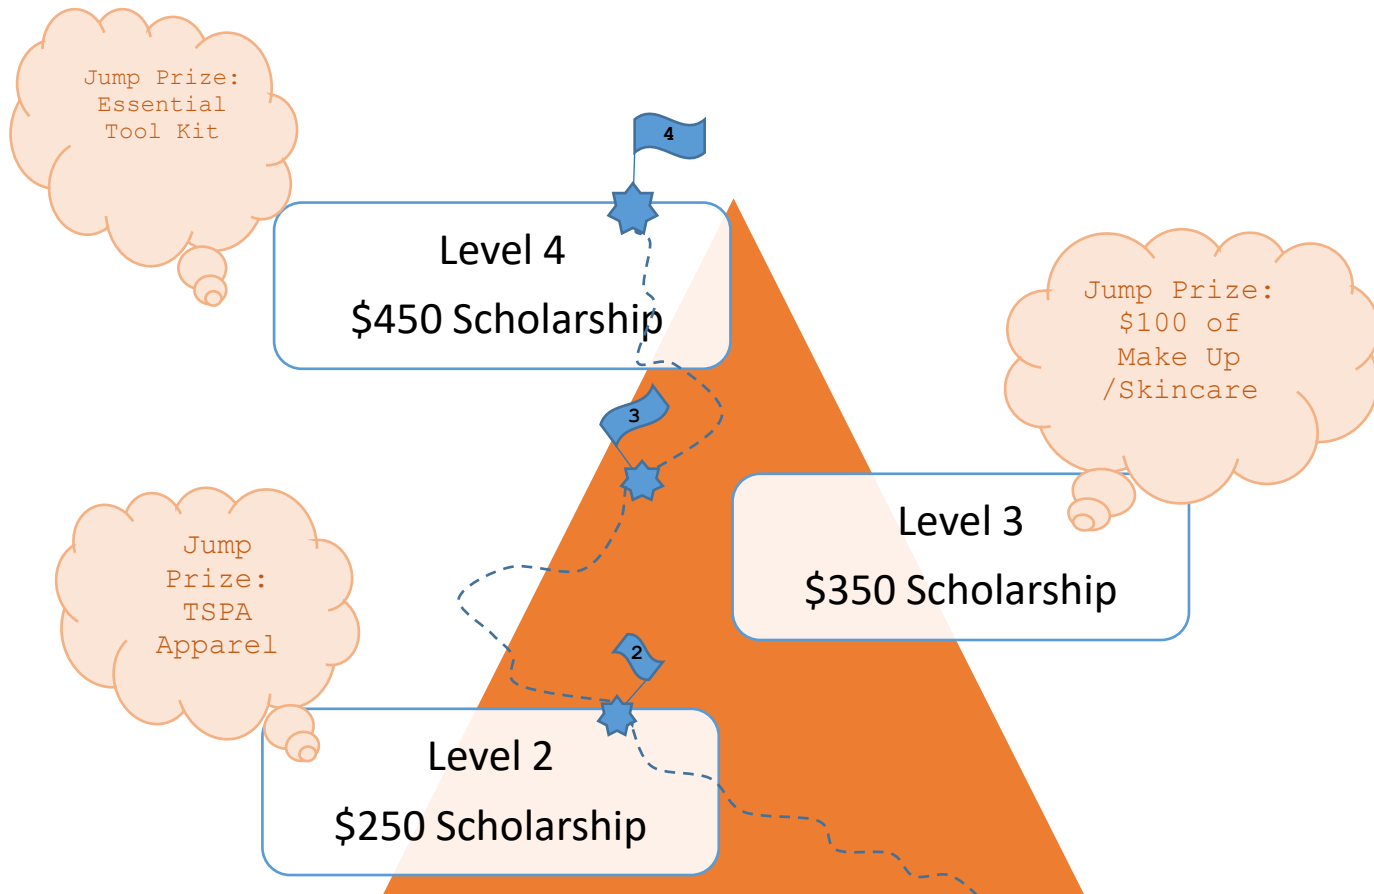 Jump Prize:
Essential
Tool Kit
4
Level 4
$450 Scholarship
Jump Prize:
$100 of
Make Up
/Skincare
3
Level 3
$350 Scholarship
Jump
Prize:
TSPA
Apparel
2
Level 2
$250 Scholarship